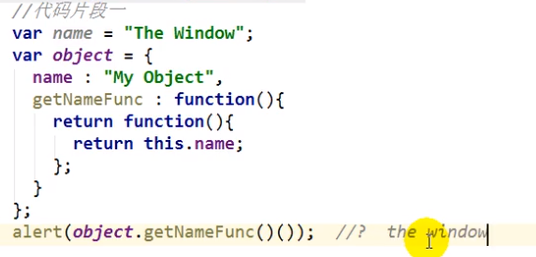 //代码片段一
var name = "The Window";
var object = {
  name : "My Object",
  getNameFunc : function(){
    return function(){
      return this.name;
    };
  }
};
alert(object.getNameFunc()());  //?  the window